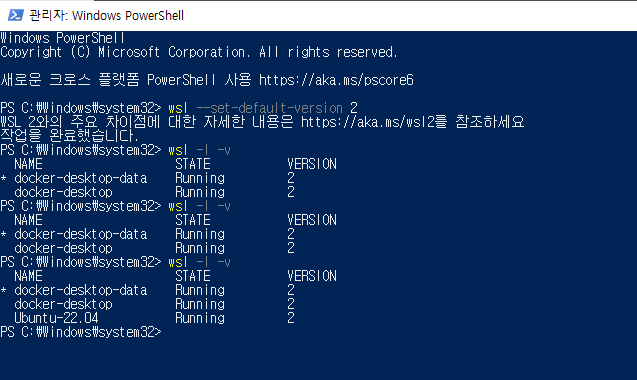 관리자: Windows PowerShell
Windows PowerShell
Copyright (C) Microsoft Corporation. All rights reserved.
새로운 크로스 플랫폼 PowerShell 사용 https://aka.ms/pscore6
PS C:₩Windows₩system32> wsl --set-default-version 2
WSL 2와의 주요 차이점에 대한 자세한 내용은 https://aka.ms/wsl2를 참조하세요
작업을 완료했습니다.
PS C:₩Windows₩system32> wsl -l -v
NAME STATE VERSION
* docker-desktop-data Running 2
docker-desktop Running 2
PS C:₩Windows₩system32> wsl -l -v
NAME STATE VERSION
* docker-desktop-data Running 2
docker-desktop Running 2
PS C:₩Windows₩system32> wsl -l -v
NAME STATE VERSION
* docker-desktop-data Running 2
docker-desktop Running 2
Ubuntu-22.04 Running 2
PS C:₩Windows₩system32>